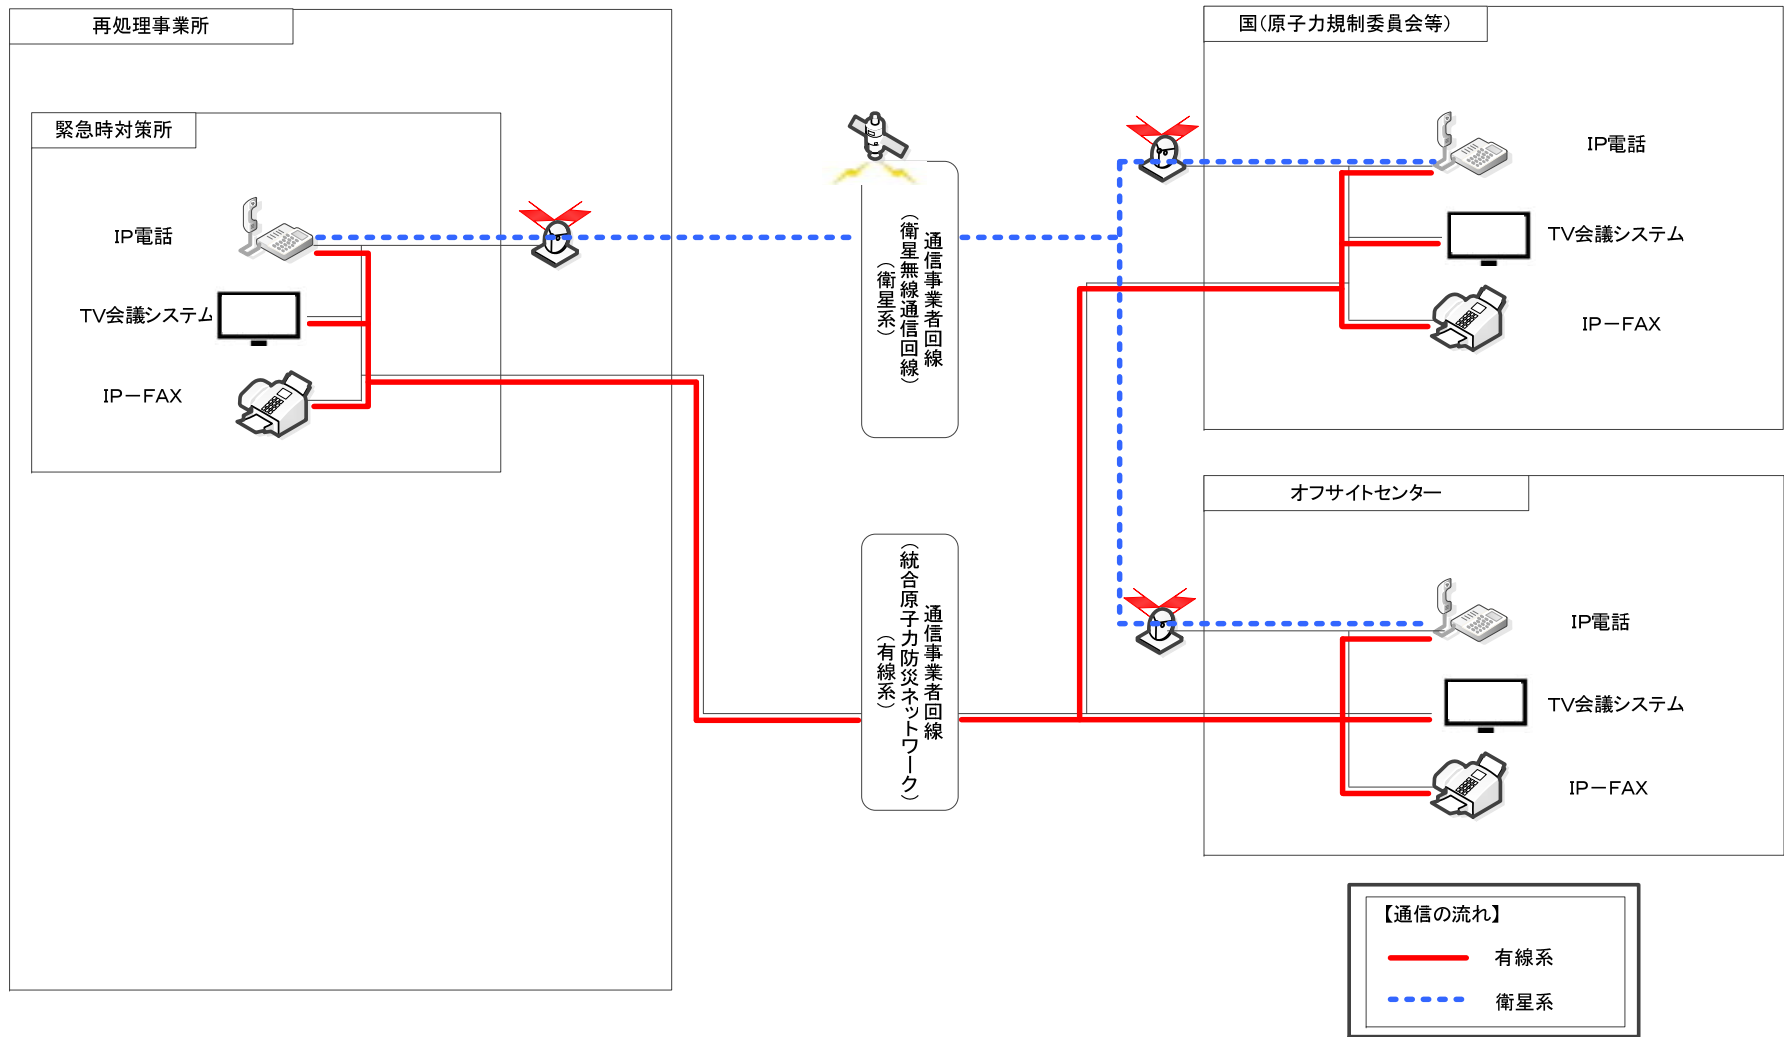 再処理事業所
緊急時対策所
IP電話
TV会議システム
IP-FAX
通信事業者回線
(衛星無線通信回線)
(衛星系)
通信事業者回線
(統合原子力防災ネットワーク)
(有線系)
国(原子力規制委員会等)
IP電話
TV会議システム
IP-FAX
オフサイトセンター
IP電話
TV会議システム
IP-FAX
【通信の流れ】
有線系
衛星系